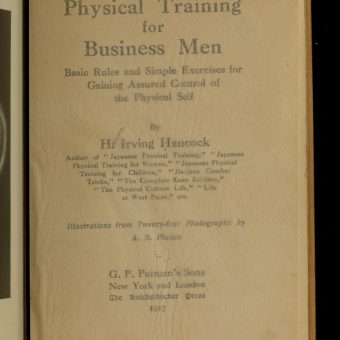 Physical Training
for
Business Men
Basic Rules and Simple Exercises for
Gaining Assured Control of
the Physical Self
By
H. Irving Hancock
Author of "Japanese Physical Training," "Japanese
Physical Training for Women," "Japanese Physical
Training for Children," "Jiu-jitsu Combat
Tricks," "The Complete Kano Jiu-jitsu,"
"The Physical Culture Life," "Life
at West Point," etc.
Illustrations from Twenty-four Photographs by
A. B.
G. P. Putnam's Sons
New York and London
The Knickerbocker Press
1917